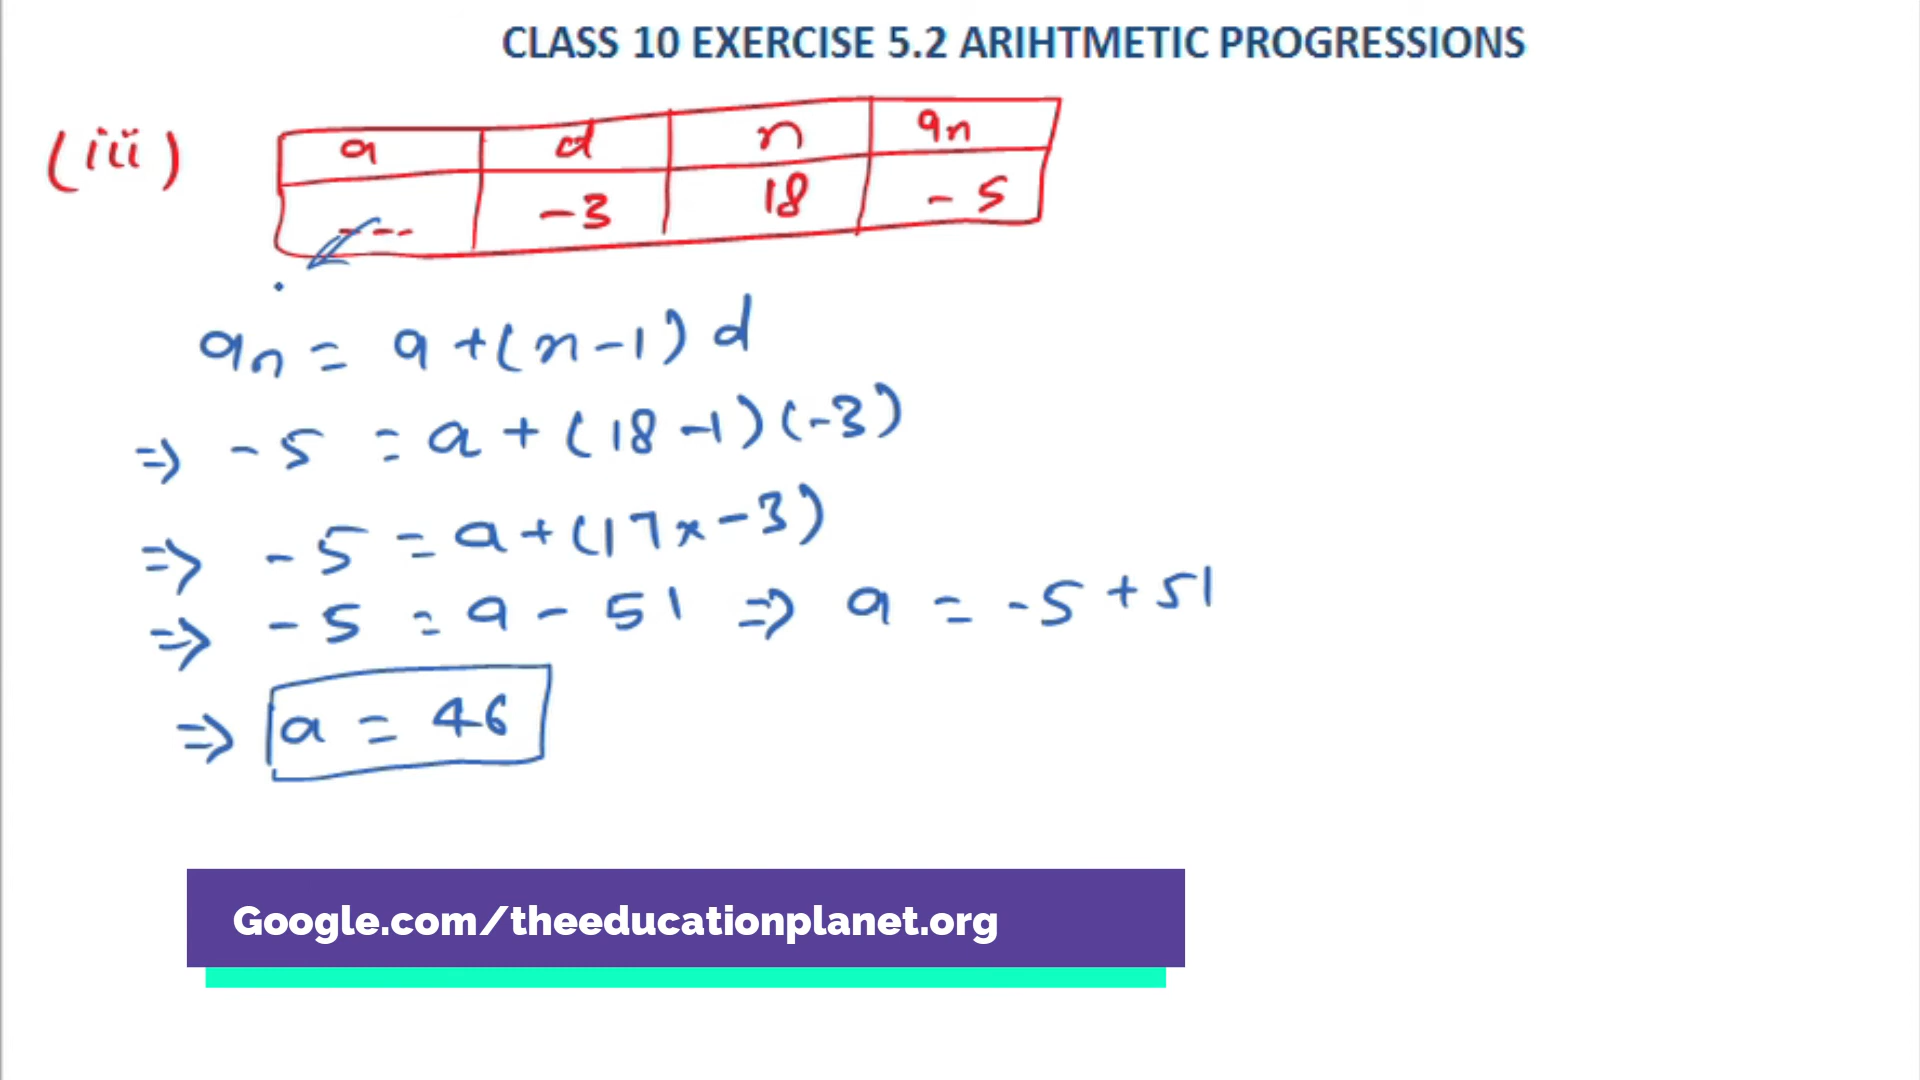 CLASS 10 EXERCISE 5.2 ARIHTMETIC PROGRESSIONS
(iii) a d n an
--- -3 18 -5
an = a + (n-1) d
⇒ -5 = a + (18-1)(-3)
⇒ -5 = a + (17x-3)
⇒ -5 = a - 51 ⇒ a = -5 + 51
⇒ a = 46
Google.com/theeducationplanet.org